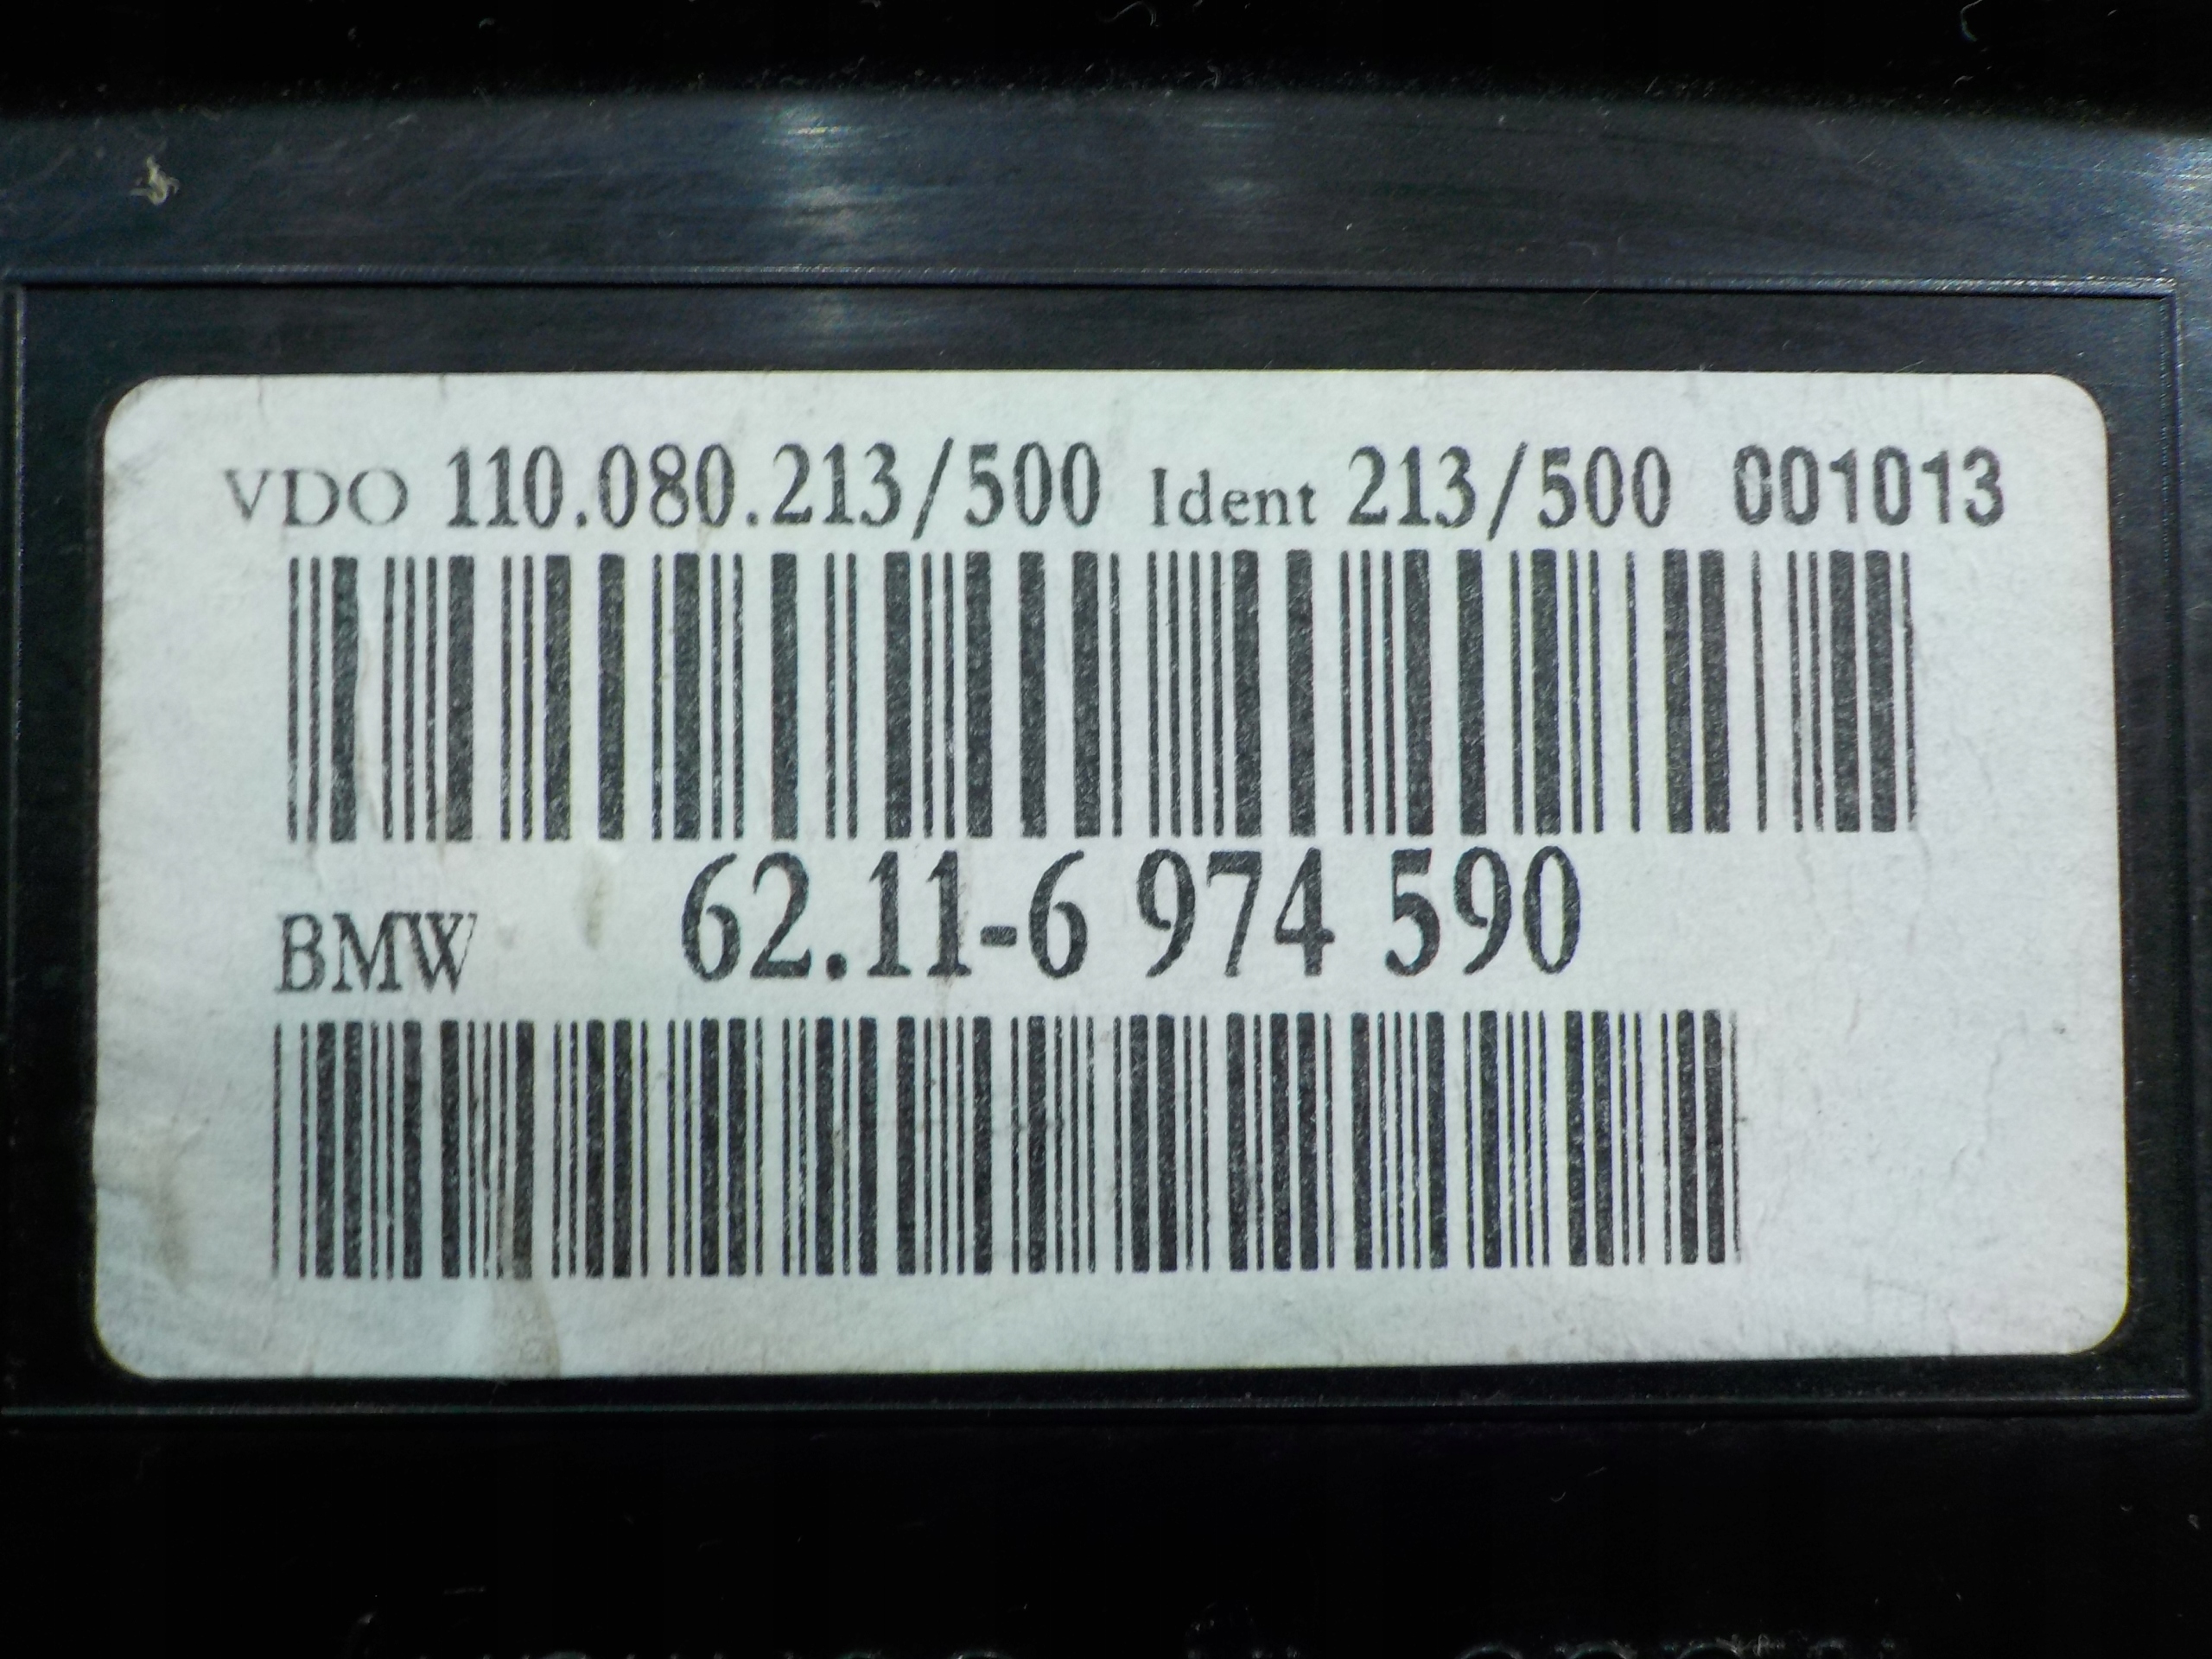 VDO 110.080.213/500 Ident 213/500 001013
BMW 62.11-6 974 590